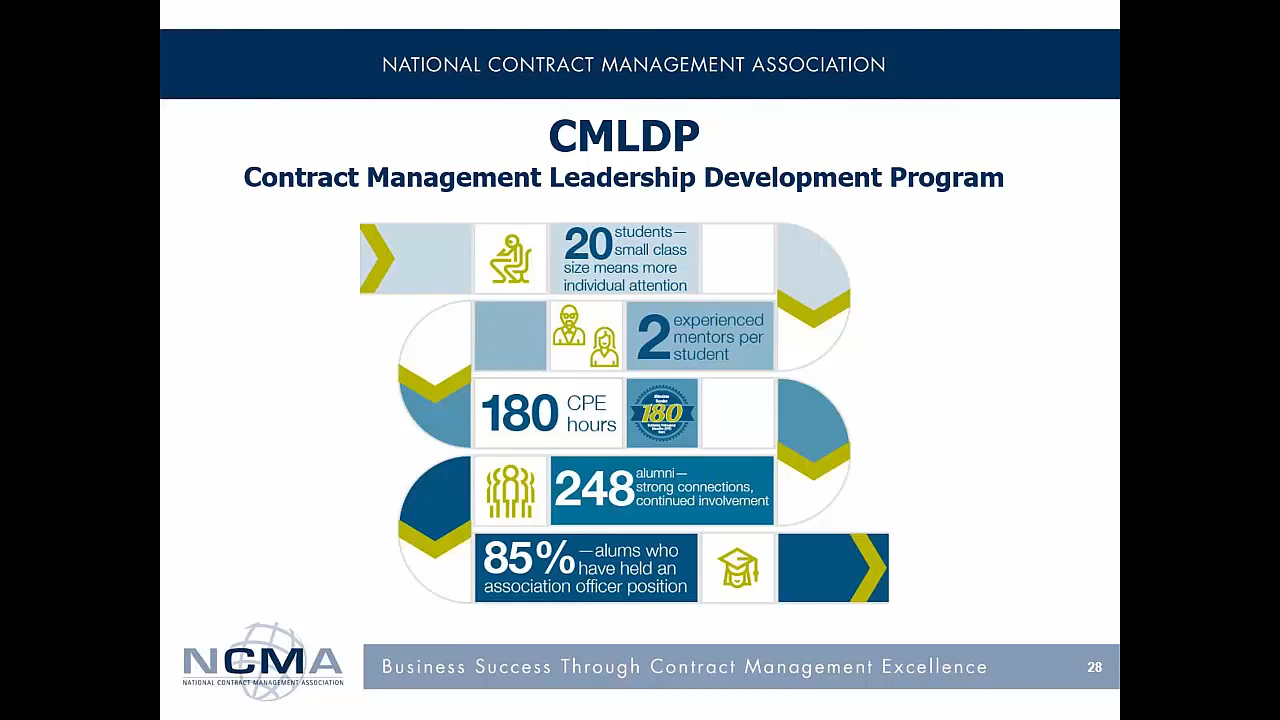 NATIONAL CONTRACT MANAGEMENT ASSOCIATION
CMLDP
Contract Management Leadership Development Program
20 students—
small class
size means more
individual attention
2 experienced
mentors per
student
180 CPE
hours
180
248 alumni—
strong connections,
continued involvement
85% —alums who
have held an
association officer position
NCMA
NATIONAL CONTRACT MANAGEMENT ASSOCIATION
Business Success Through Contract Management Excellence
28